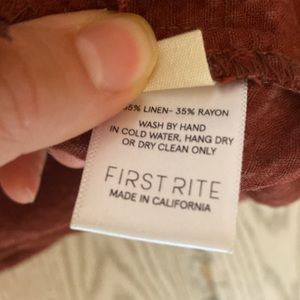 5% LINEN- 35% RAYON
WASH BY HAND
IN COLD WATER, HANG DRY
OR DRY CLEAN ONLY
FIRST RITE
MADE IN CALIFORNIA